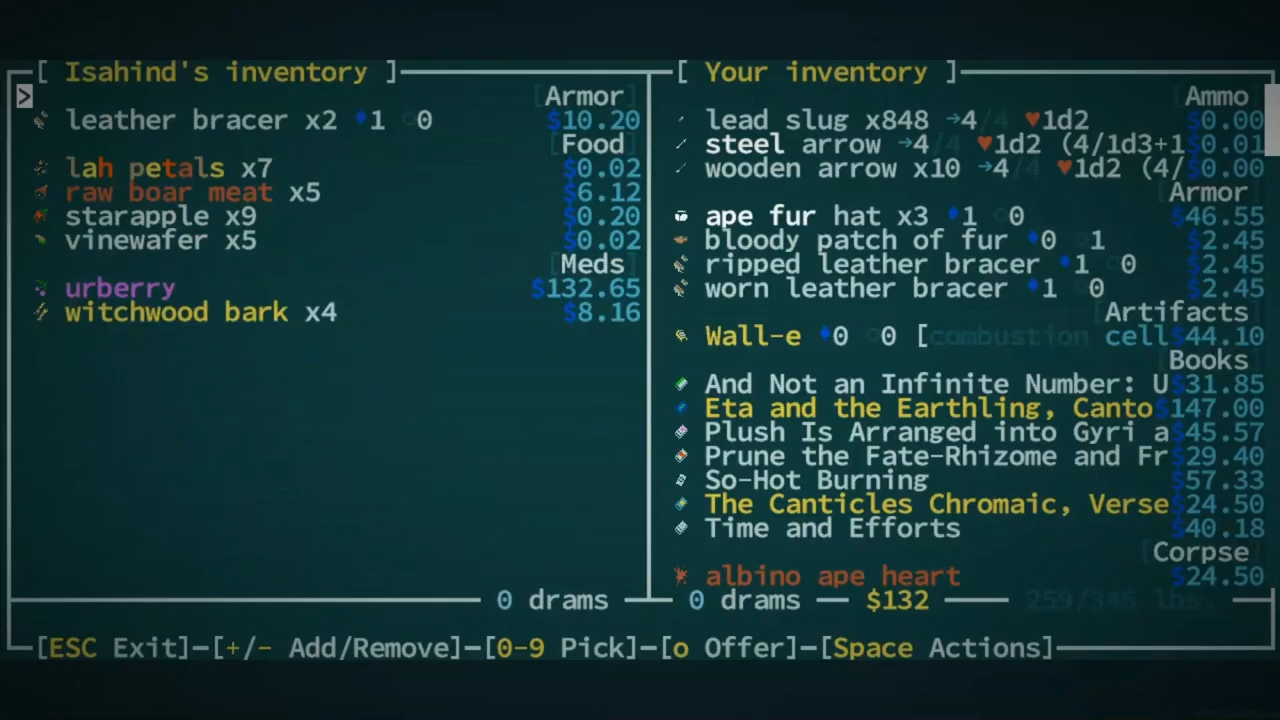 [ Isahind's inventory ]
[Armor]
>
leather bracer x2 ♦1 ○0 $10.20
[Food]
lah petals x7 $0.02
raw boar meat x5 $6.12
starapple x9 $0.20
vinewafer x5 $0.02
[Meds]
urberry $132.65
witchwood bark x4 $8.16
0 drams
[ Your inventory ]
[Ammo]
lead slug x848 →4/4 ♥1d2 $0.00
steel arrow →4/4 ♥1d2 (4/1d3+1 $0.01
wooden arrow x10 →4/4 ♥1d2 (4/ $0.00
[Armor]
ape fur hat x3 ♦1 ○0 $46.55
bloody patch of fur ♦0 ○1 $2.45
ripped leather bracer ♦1 ○0 $2.45
worn leather bracer ♦1 ○0 $2.45
[Artifacts]
Wall-e ♦0 ○0 [combustion cell $44.10
[Books]
And Not an Infinite Number: U $31.85
Eta and the Earthling, Canto $147.00
Plush Is Arranged into Gyri a $45.57
Prune the Fate-Rhizome and Fr $29.40
So-Hot Burning $57.33
The Canticles Chromaic, Verse $24.50
Time and Efforts $40.18
[Corpse]
albino ape heart $24.50
0 drams — $132 — 259/345 lbs.
[ESC Exit]–[+/- Add/Remove]–[0-9 Pick]–[o Offer]–[Space Actions]